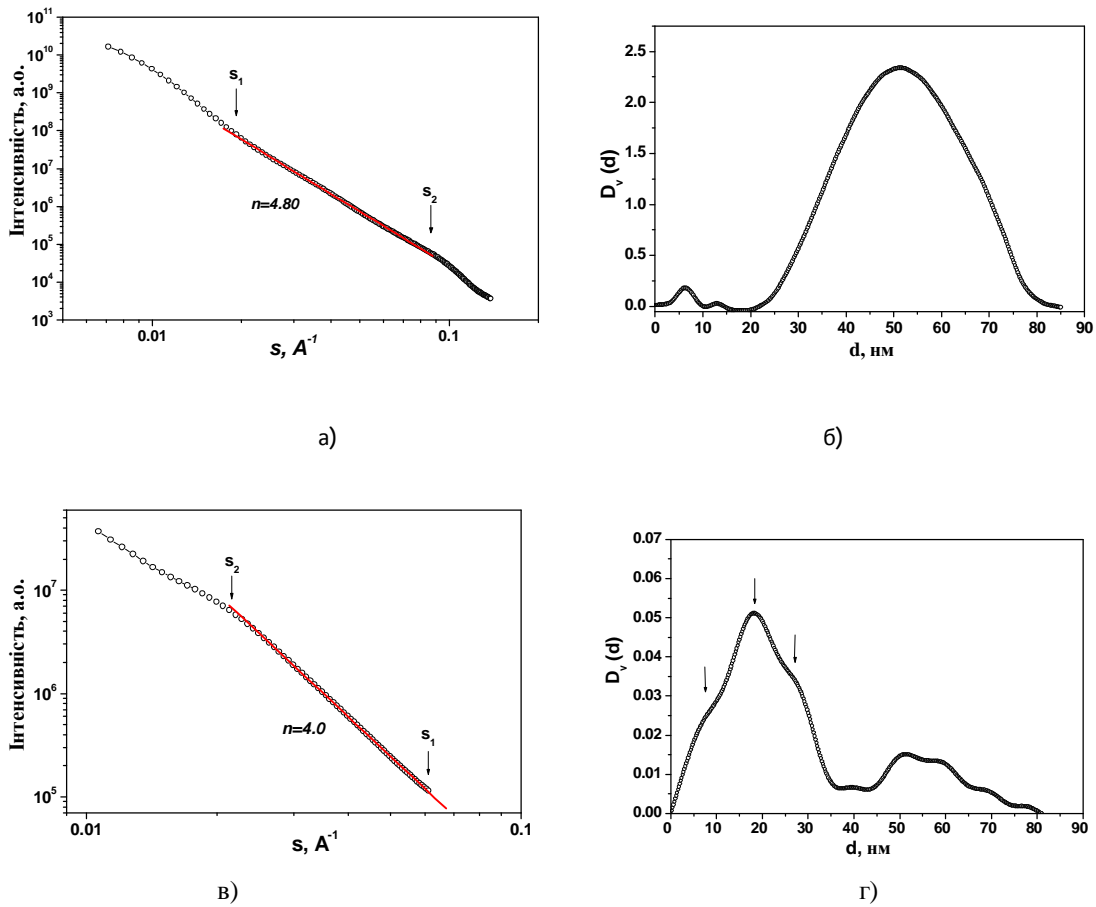 10¹¹
10¹⁰
10⁹
10⁸
10⁷
10⁶
10⁵
10⁴
10³
Інтенсивність, а.о.
s₁
s₂
n=4.80
0.01
0.1
s, A⁻¹
а)
2.5
2.0
1.5
1.0
0.5
0.0
Dᵥ (d)
0 10 20 30 40 50 60 70 80 90
d, нм
б)
10⁷
10⁶
10⁵
Інтенсивність, а.о.
s₂
s₁
n=4.0
0.01
0.1
s, A⁻¹
в)
0.07
0.06
0.05
0.04
0.03
0.02
0.01
0.00
Dᵥ (d)
0 10 20 30 40 50 60 70 80 90
d, нм
г)